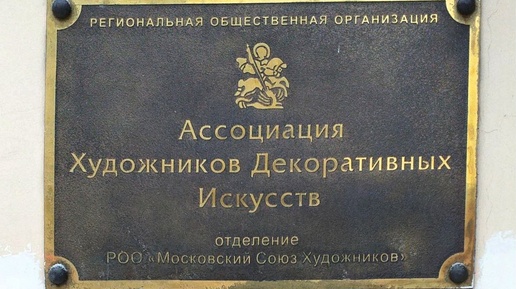 РЕГИОНАЛЬНАЯ ОБЩЕСТВЕННАЯ ОРГАНИЗАЦИЯ
Ассоциация
Художников Декоративных
Искусств
отделение
РОО «Московский Союз Художников»